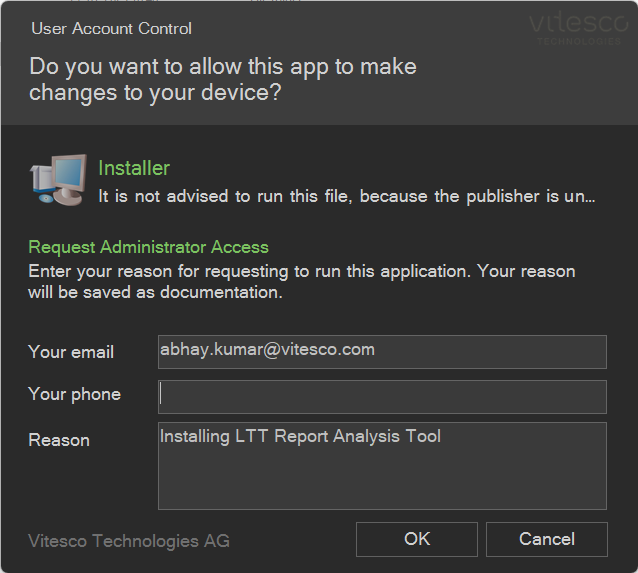 User Account Control
vitesco
TECHNOLOGIES
Do you want to allow this app to make
changes to your device?
Installer
It is not advised to run this file, because the publisher is un...
Request Administrator Access
Enter your reason for requesting to run this application. Your reason
will be saved as documentation.
Your email
abhay.kumar@vitesco.com
Your phone
Reason
Installing LTT Report Analysis Tool
Vitesco Technologies AG
OK
Cancel